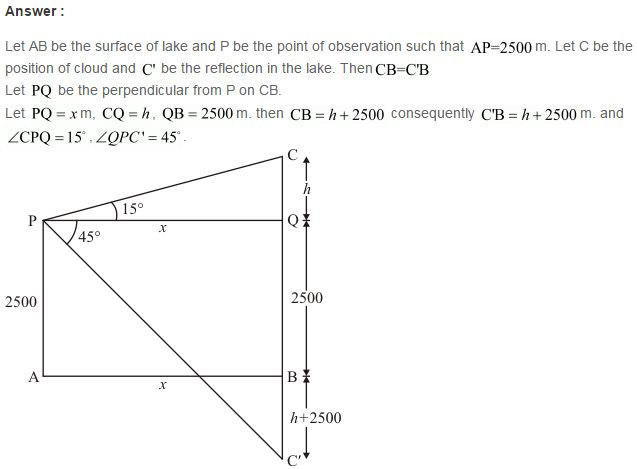 Answer :
Let AB be the surface of lake and P be the point of observation such that AP=2500 m. Let C be the
position of cloud and C' be the reflection in the lake. Then CB=C'B
Let PQ be the perpendicular from P on CB.
Let PQ = x m, CQ = h, QB = 2500 m. then CB = h + 2500 consequently C'B = h + 2500 m. and
∠CPQ = 15°, ∠QPC' = 45°.
C
h
15°
P
x
Q
45°
2500
2500
A
x
B
h+2500
C'